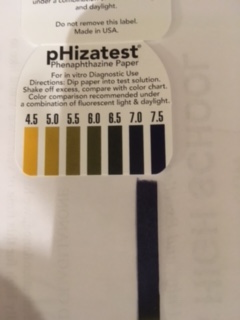 and daylight.
Do not remove this label.
Made in USA.
pHizatest®
Phenaphthazine Paper
For in vitro Diagnostic Use
Directions: Dip paper into test solution.
Shake off excess, compare with color chart.
Color comparison recommended under
a combination of fluorescent light & daylight.
4.5 5.0 5.5 6.0 6.5 7.0 7.5